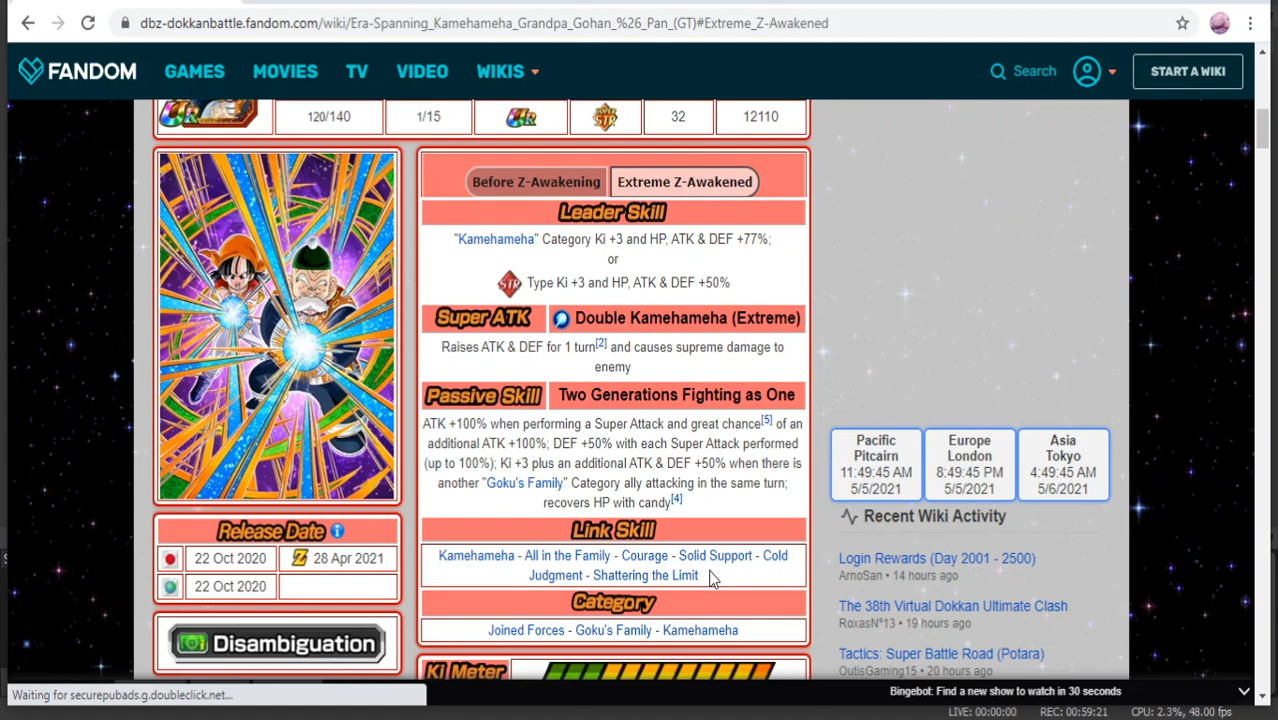 dbz-dokkanbattle.fandom.com/wiki/Era-Spanning_Kamehameha_Grandpa_Gohan_%26_Pan_(GT)#Extreme_Z-Awakened
FANDOM GAMES MOVIES TV VIDEO WIKIS Search START A WIKI
UR 120/140 1/15 UR SUPER STR 32 12110
Before Z-Awakening Extreme Z-Awakened
Leader Skill
"Kamehameha" Category Ki +3 and HP, ATK & DEF +77%;
or
STR Type Ki +3 and HP, ATK & DEF +50%
Super ATK Double Kamehameha (Extreme)
Raises ATK & DEF for 1 turn[2] and causes supreme damage to
enemy
Passive Skill Two Generations Fighting as One
ATK +100% when performing a Super Attack and great chance[5] of an
additional ATK +100%; DEF +50% with each Super Attack performed
(up to 100%); Ki +3 plus an additional ATK & DEF +50% when there is
another "Goku's Family" Category ally attacking in the same turn;
recovers HP with candy[4]
Link Skill
Kamehameha - All in the Family - Courage - Solid Support - Cold
Judgment - Shattering the Limit
Category
Joined Forces - Goku's Family - Kamehameha
Ki Meter
Release Date
22 Oct 2020 Z 28 Apr 2021
22 Oct 2020
Disambiguation
Pacific
Pitcairn
11:49:45 AM
5/5/2021
Europe
London
8:49:45 PM
5/5/2021
Asia
Tokyo
4:49:45 AM
5/6/2021
Recent Wiki Activity
Login Rewards (Day 2001 - 2500)
ArnoSan • 14 hours ago
The 38th Virtual Dokkan Ultimate Clash
RoxasN°13 • 19 hours ago
Tactics: Super Battle Road (Potara)
OutisGaming15 • 20 hours ago
Waiting for securepubads.g.doubleclick.net...
Bingebot: Find a new show to watch in 30 seconds
LIVE: 00:00:00 REC: 00:59:21 CPU: 2.3%, 48.00 fps